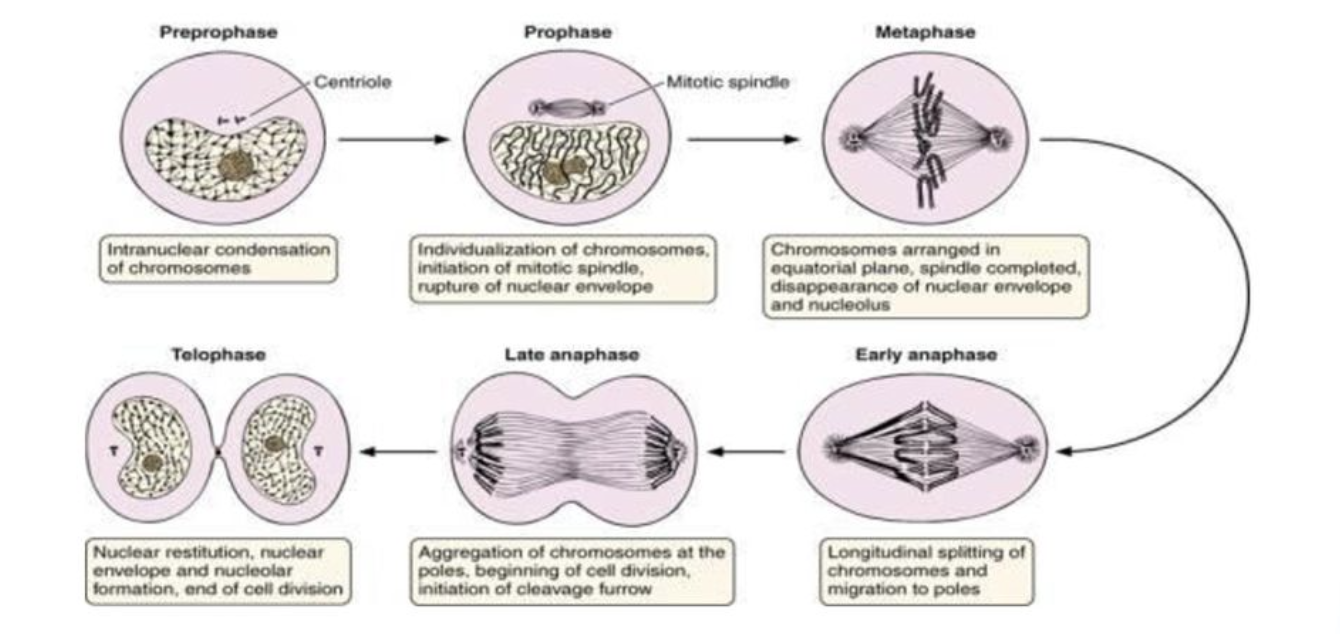 Preprophase
Prophase
Metaphase
Centriole
Mitotic spindle
Intranuclear condensation
of chromosomes
Individualization of chromosomes,
initiation of mitotic spindle,
rupture of nuclear envelope
Chromosomes arranged in
equatorial plane, spindle completed,
disappearance of nuclear envelope
and nucleolus
Telophase
Late anaphase
Early anaphase
Nuclear restitution, nuclear
envelope and nucleolar
formation, end of cell division
Aggregation of chromosomes at the
poles, beginning of cell division,
initiation of cleavage furrow
Longitudinal splitting of
chromosomes and
migration to poles